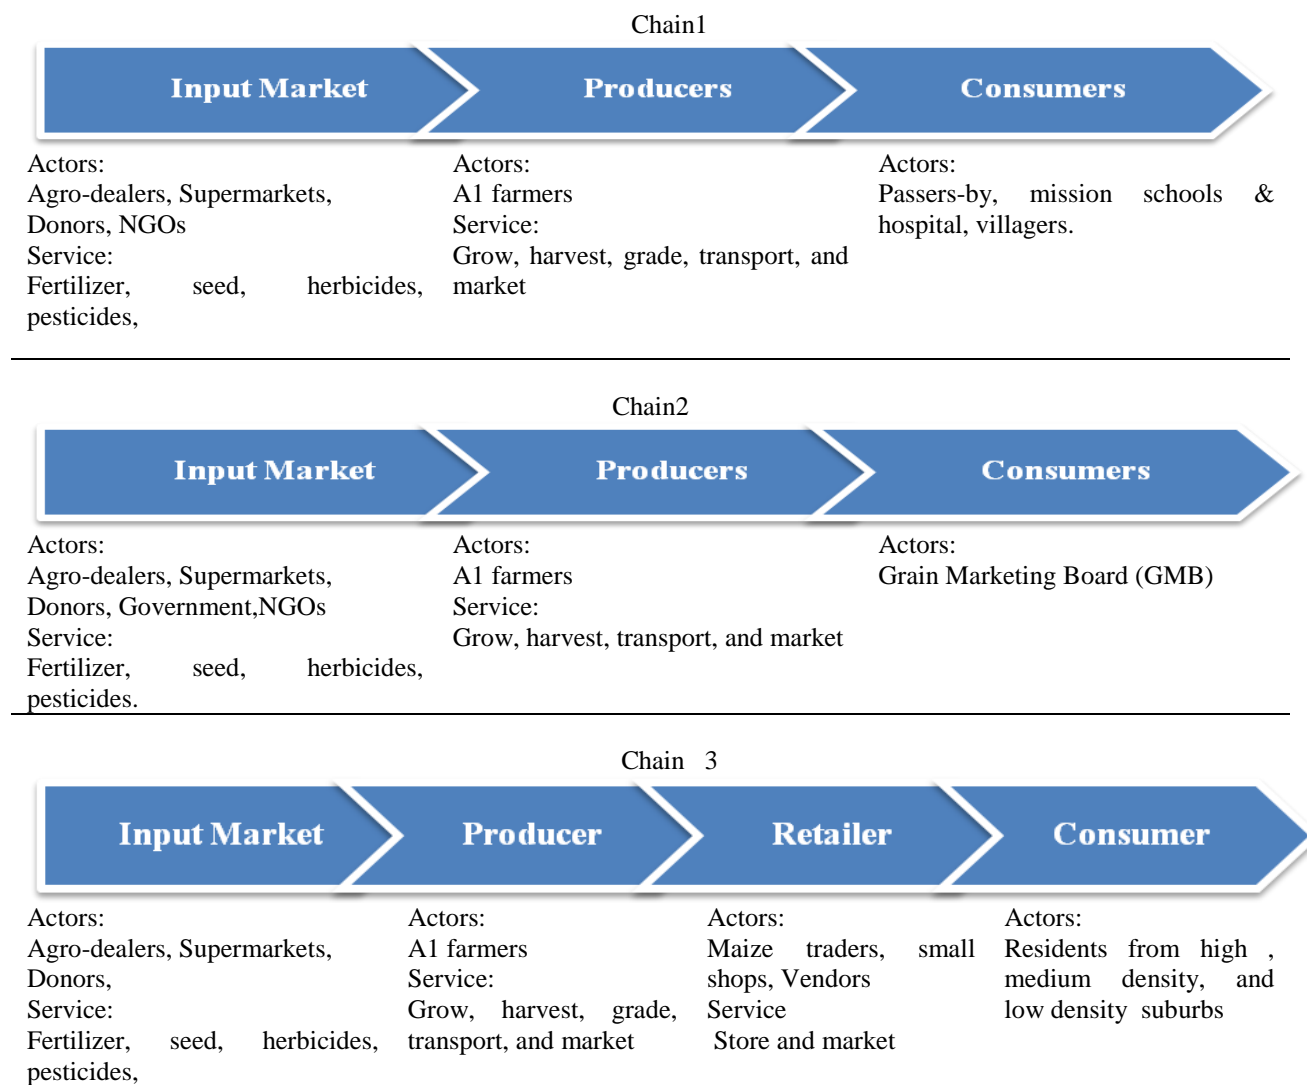 Chain1
Input Market
Producers
Consumers
Actors:
Agro-dealers, Supermarkets,
Donors, NGOs
Service:
Fertilizer, seed, herbicides,
pesticides,
Actors:
A1 farmers
Service:
Grow, harvest, grade, transport, and
market
Actors:
Passers-by, mission schools &
hospital, villagers.
Chain2
Input Market
Producers
Consumers
Actors:
Agro-dealers, Supermarkets,
Donors, Government,NGOs
Service:
Fertilizer, seed, herbicides,
pesticides.
Actors:
A1 farmers
Service:
Grow, harvest, transport, and market
Actors:
Grain Marketing Board (GMB)
Chain 3
Input Market
Producer
Retailer
Consumer
Actors:
Agro-dealers, Supermarkets,
Donors,
Service:
Fertilizer, seed, herbicides,
pesticides,
Actors:
A1 farmers
Service:
Grow, harvest, grade,
transport, and market
Actors:
Maize traders, small
shops, Vendors
Service
Store and market
Actors:
Residents from high ,
medium density, and
low density suburbs